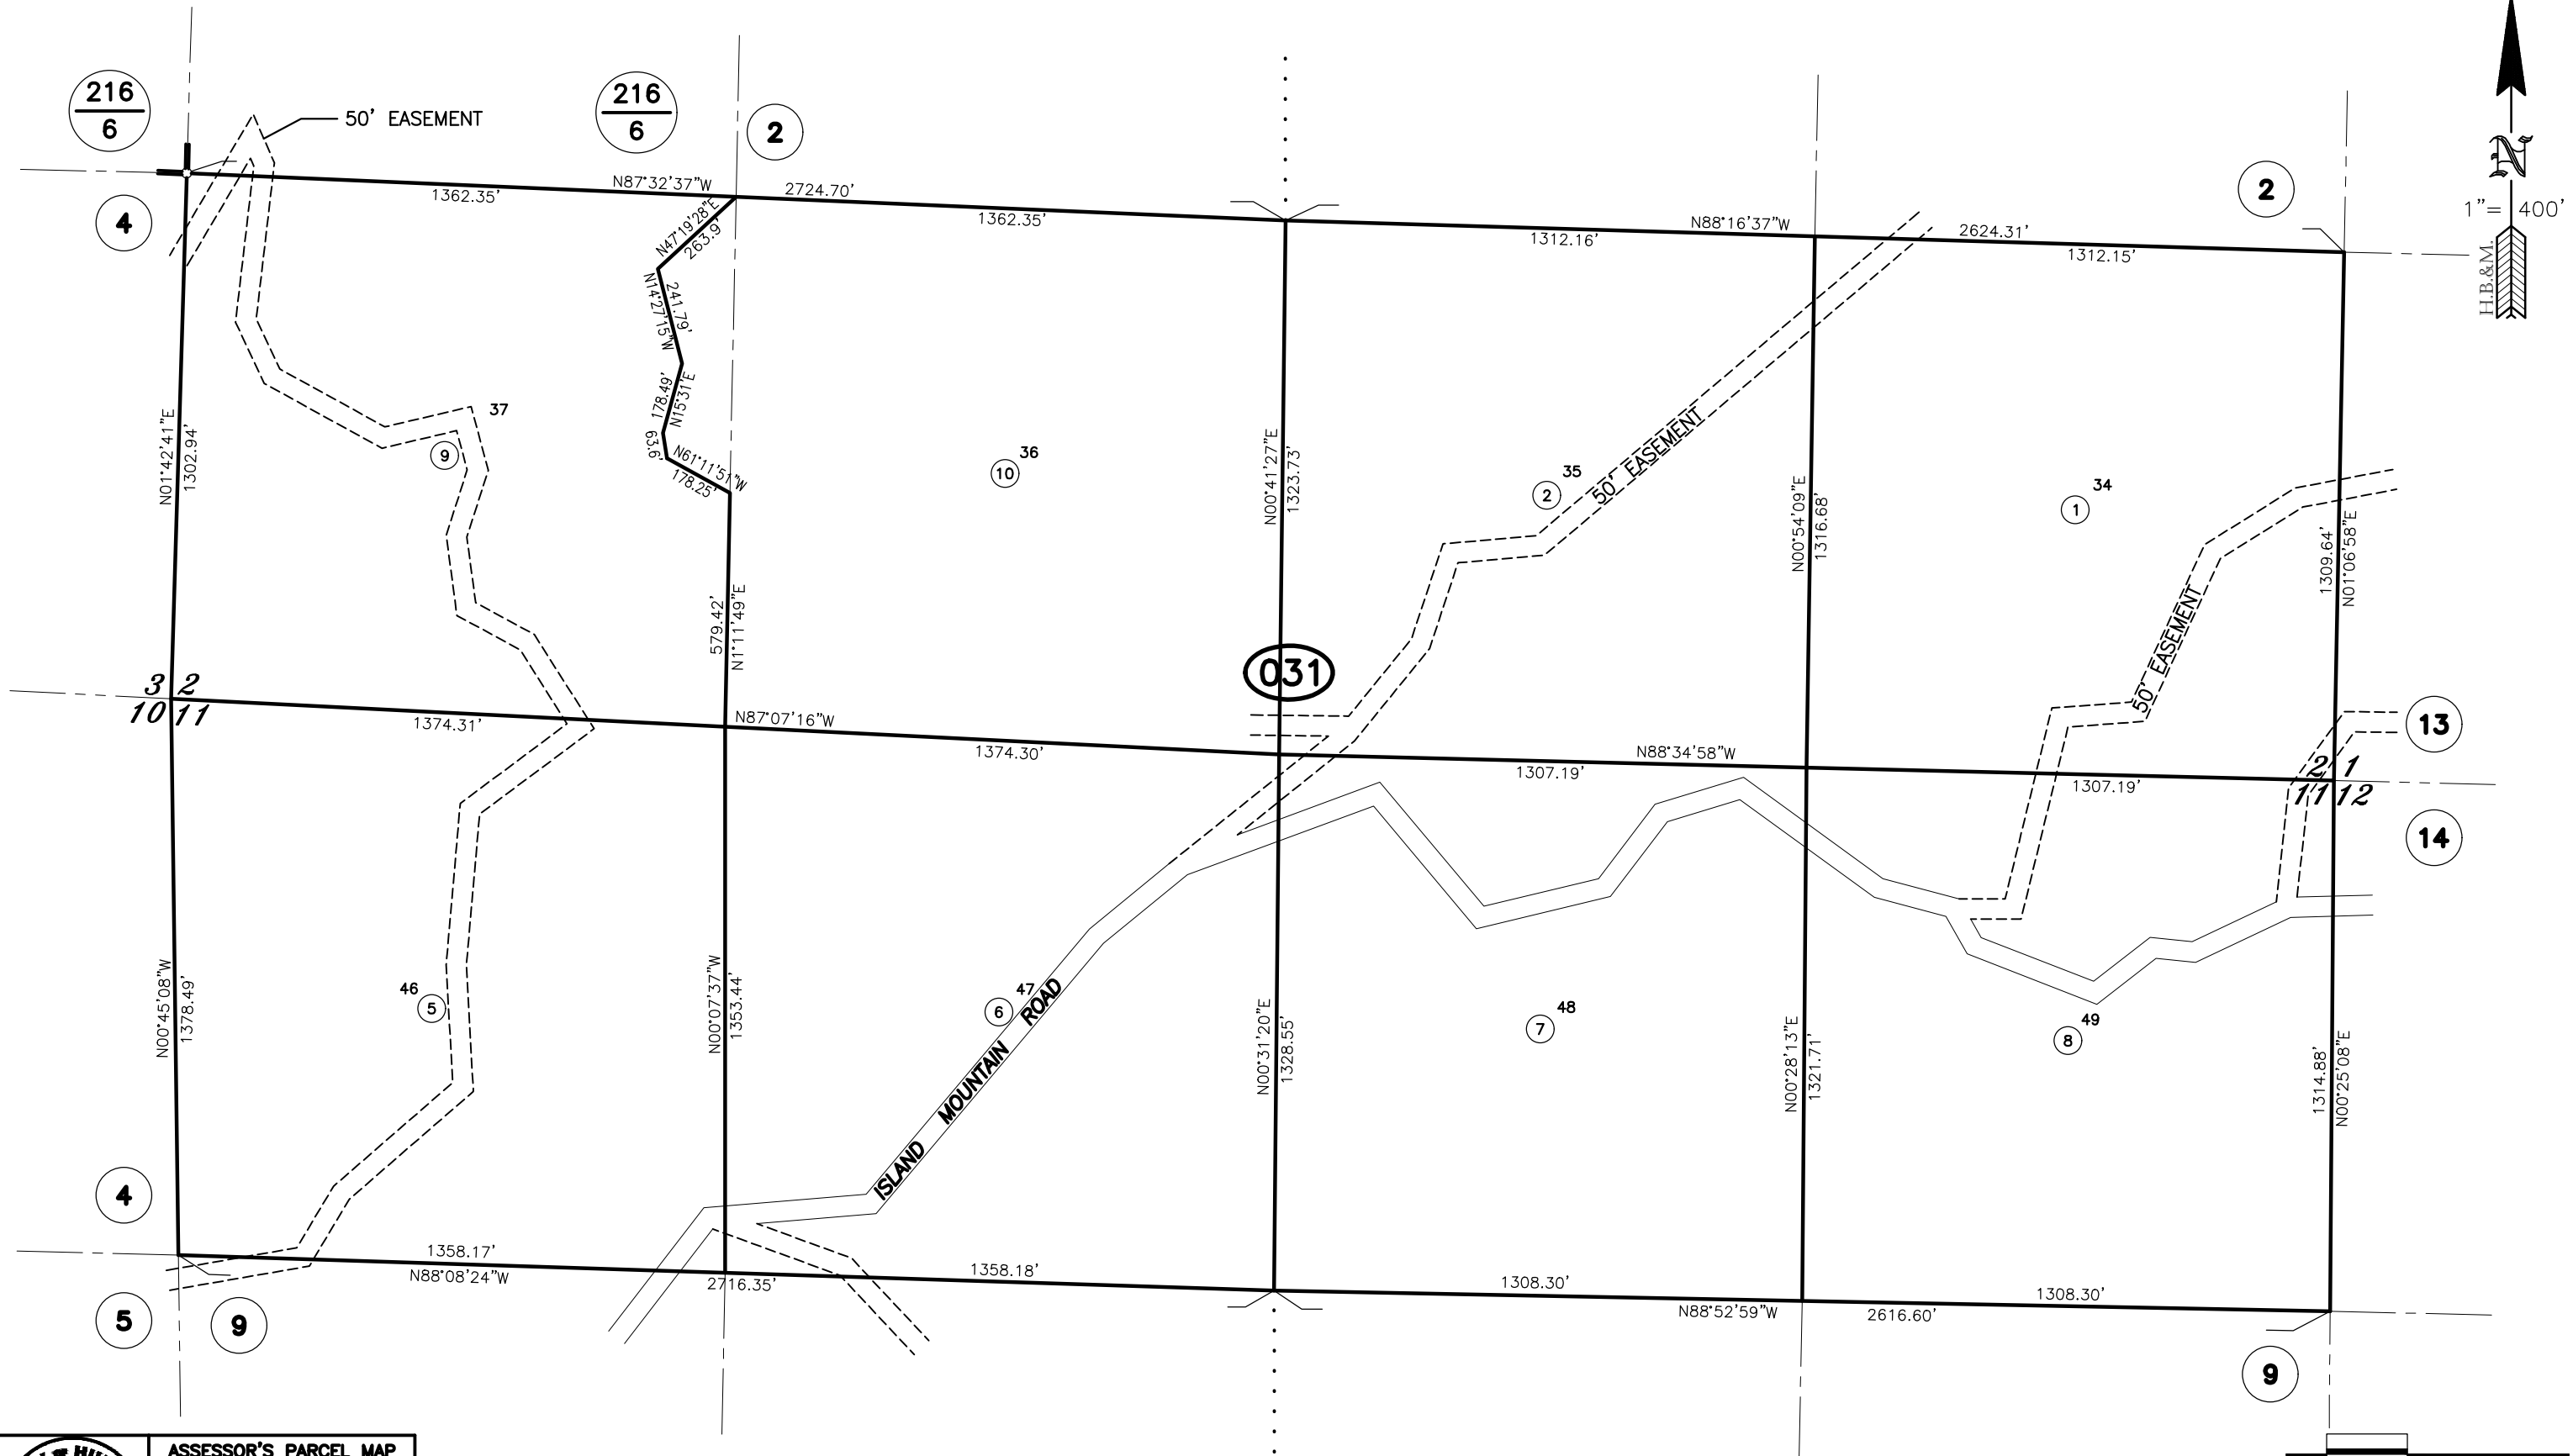 216
6
50' EASEMENT
216
6
2
2
N
1"= 400'
H.B.&M.
4
1362.35'
N87°32'37"W
2724.70'
1362.35'
N88°16'37"W
1312.16'
2624.31'
1312.15'
N47°19'28"E
263.9'
N14°27'15"W
241.79'
178.49'
N15°31'E
63.6'
N61°11'51"W
178.25'
579.42'
N1°11'49"E
N01°42'41"E
1302.94'
37
9
36
10
N00°41'27"E
1323.73'
35
2
50' EASEMENT
N00°54'09"E
1316.68'
34
1
1309.64'
N01°06'58"E
50' EASEMENT
031
3 2
10 11
1374.31'
N87°07'16"W
1374.30'
N88°34'58"W
1307.19'
1307.19'
2 1
11 12
13
14
N00°45'08"W
1378.49'
46
5
N00°07'37"W
1353.44'
47
6
ISLAND MOUNTAIN ROAD
N00°31'20"E
1328.55'
48
7
N00°28'13"E
1321.71'
49
8
1314.88'
N00°25'08"E
4
5
9
1358.17'
N88°08'24"W
2716.35'
1358.18'
1308.30'
N88°52'59"W
2616.60'
1308.30'
9
ASSESSOR'S PARCEL MAP